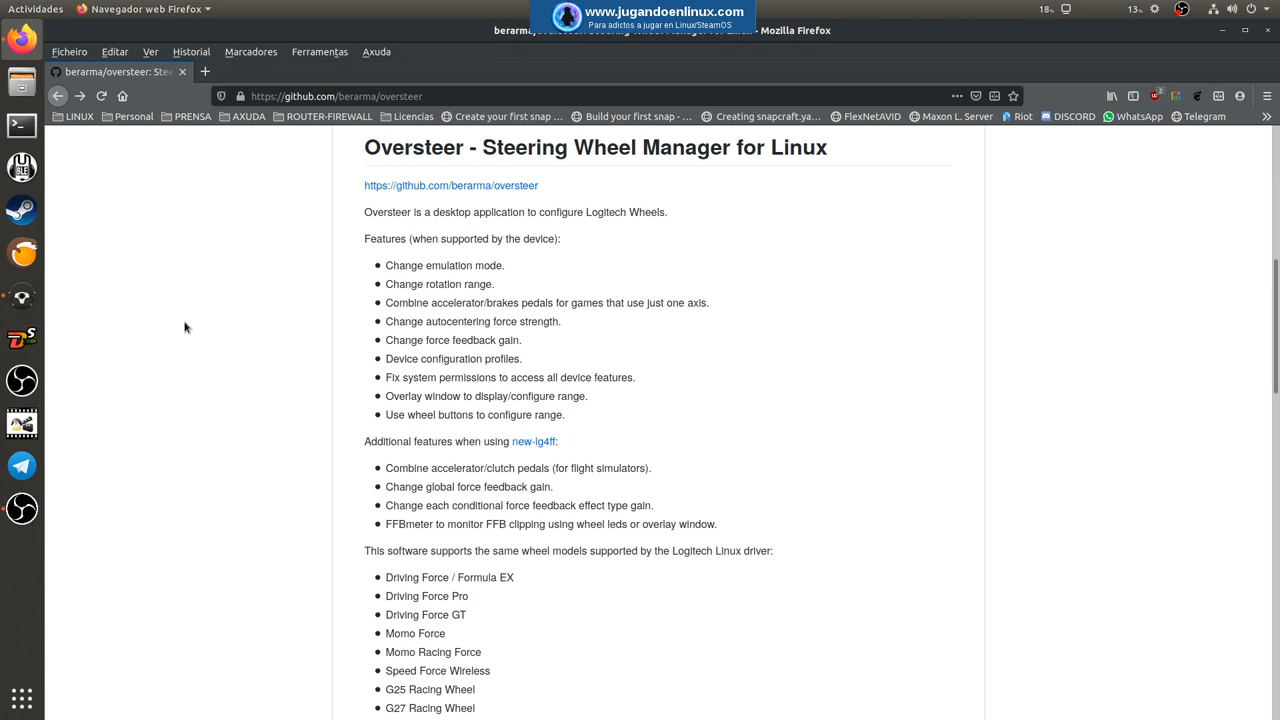 Actividades
Navegador web Firefox
www.jugandoenlinux.com
Para adictos a jugar en Linux/SteamOS
18%
13%
Mozilla Firefox
Ficheiro Editar Ver Historial Marcadores Ferramentas Axuda
berarma/oversteer: Stee
https://github.com/berarma/oversteer
LINUX Personal PRENSA AXUDA ROUTER-FIREWALL Licencias Create your first snap ... Build your first snap - ... Creating snapcraft.ya... FlexNetAVID Maxon L. Server Riot DISCORD WhatsApp Telegram
Oversteer - Steering Wheel Manager for Linux
https://github.com/berarma/oversteer
Oversteer is a desktop application to configure Logitech Wheels.
Features (when supported by the device):
Change emulation mode.
Change rotation range.
Combine accelerator/brakes pedals for games that use just one axis.
Change autocentering force strength.
Change force feedback gain.
Device configuration profiles.
Fix system permissions to access all device features.
Overlay window to display/configure range.
Use wheel buttons to configure range.
Additional features when using new-lg4ff:
Combine accelerator/clutch pedals (for flight simulators).
Change global force feedback gain.
Change each conditional force feedback effect type gain.
FFBmeter to monitor FFB clipping using wheel leds or overlay window.
This software supports the same wheel models supported by the Logitech Linux driver:
Driving Force / Formula EX
Driving Force Pro
Driving Force GT
Momo Force
Momo Racing Force
Speed Force Wireless
G25 Racing Wheel
G27 Racing Wheel